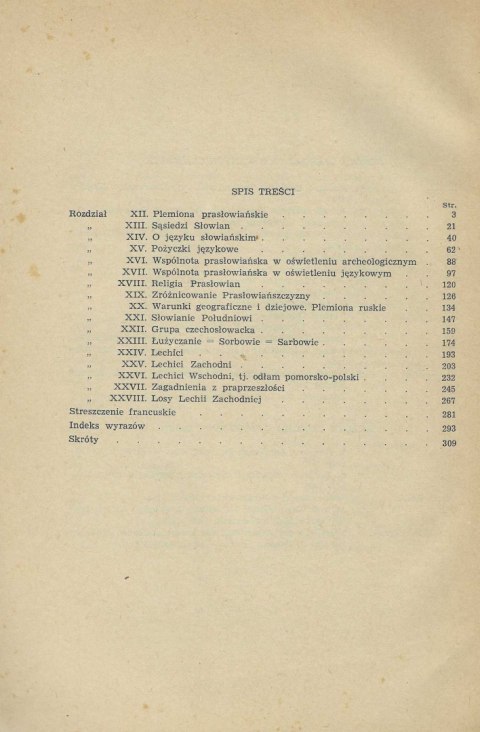 SPIS TREŚCI
Str.
Rozdział XII. Plemiona prasłowiańskie . . . . . . . . 3
„ XIII. Sąsiedzi Słowian . . . . . . . . . . 21
„ XIV. O języku słowiańskim . . . . . . . . . 40
„ XV. Pożyczki językowe . . . . . . . . . . 62
„ XVI. Wspólnota prasłowiańska w oświetleniu archeologicznym . 88
„ XVII. Wspólnota prasłowiańska w oświetleniu językowym . . 97
„ XVIII. Religia Prasłowian . . . . . . . . . . 120
„ XIX. Zróżnicowanie Prasłowiańszczyzny . . . . . . 126
„ XX. Warunki geograficzne i dziejowe. Plemiona ruskie . . 134
„ XXI. Słowianie Południowi . . . . . . . . . 147
„ XXII. Grupa czechosłowacka . . . . . . . . . 159
„ XXIII. Łużyczanie = Sorbowie = Sarbowie . . . . . . 174
„ XXIV. Lechici . . . . . . . . . . . . 193
„ XXV. Lechici Zachodni . . . . . . . . . . 203
„ XXVI. Lechici Wschodni, tj. odłam pomorsko-polski . . . . 232
„ XXVII. Zagadnienia z praprzeszłości . . . . . . . 245
„ XXVIII. Losy Lechii Zachodniej . . . . . . . . 267
Streszczenie francuskie . . . . . . . . . . . . 281
Indeks wyrazów . . . . . . . . . . . . . . 293
Skróty . . . . . . . . . . . . . . . . 309